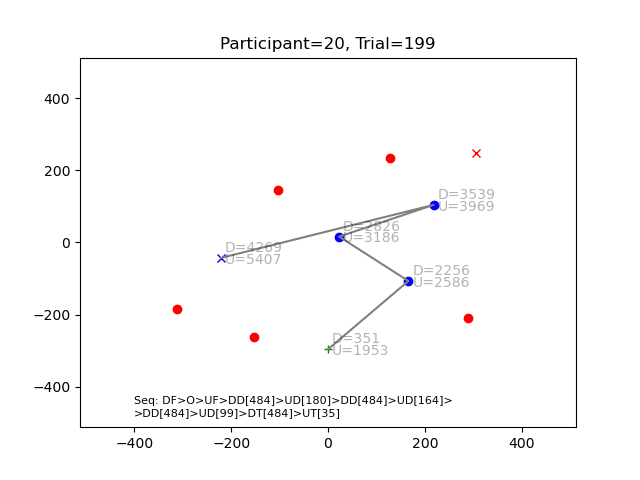 Participant=20, Trial=199
400
200
0
−200
−400
D=3539
U=3969
D=2826
U=3186
D=4269
U=5407
D=2256
U=2586
D=351
U=1953
Seq: DF>O>UF>DD[484]>UD[180]>DD[484]>UD[164]>
>DD[484]>UD[99]>DT[484]>UT[35]
−400 −200 0 200 400